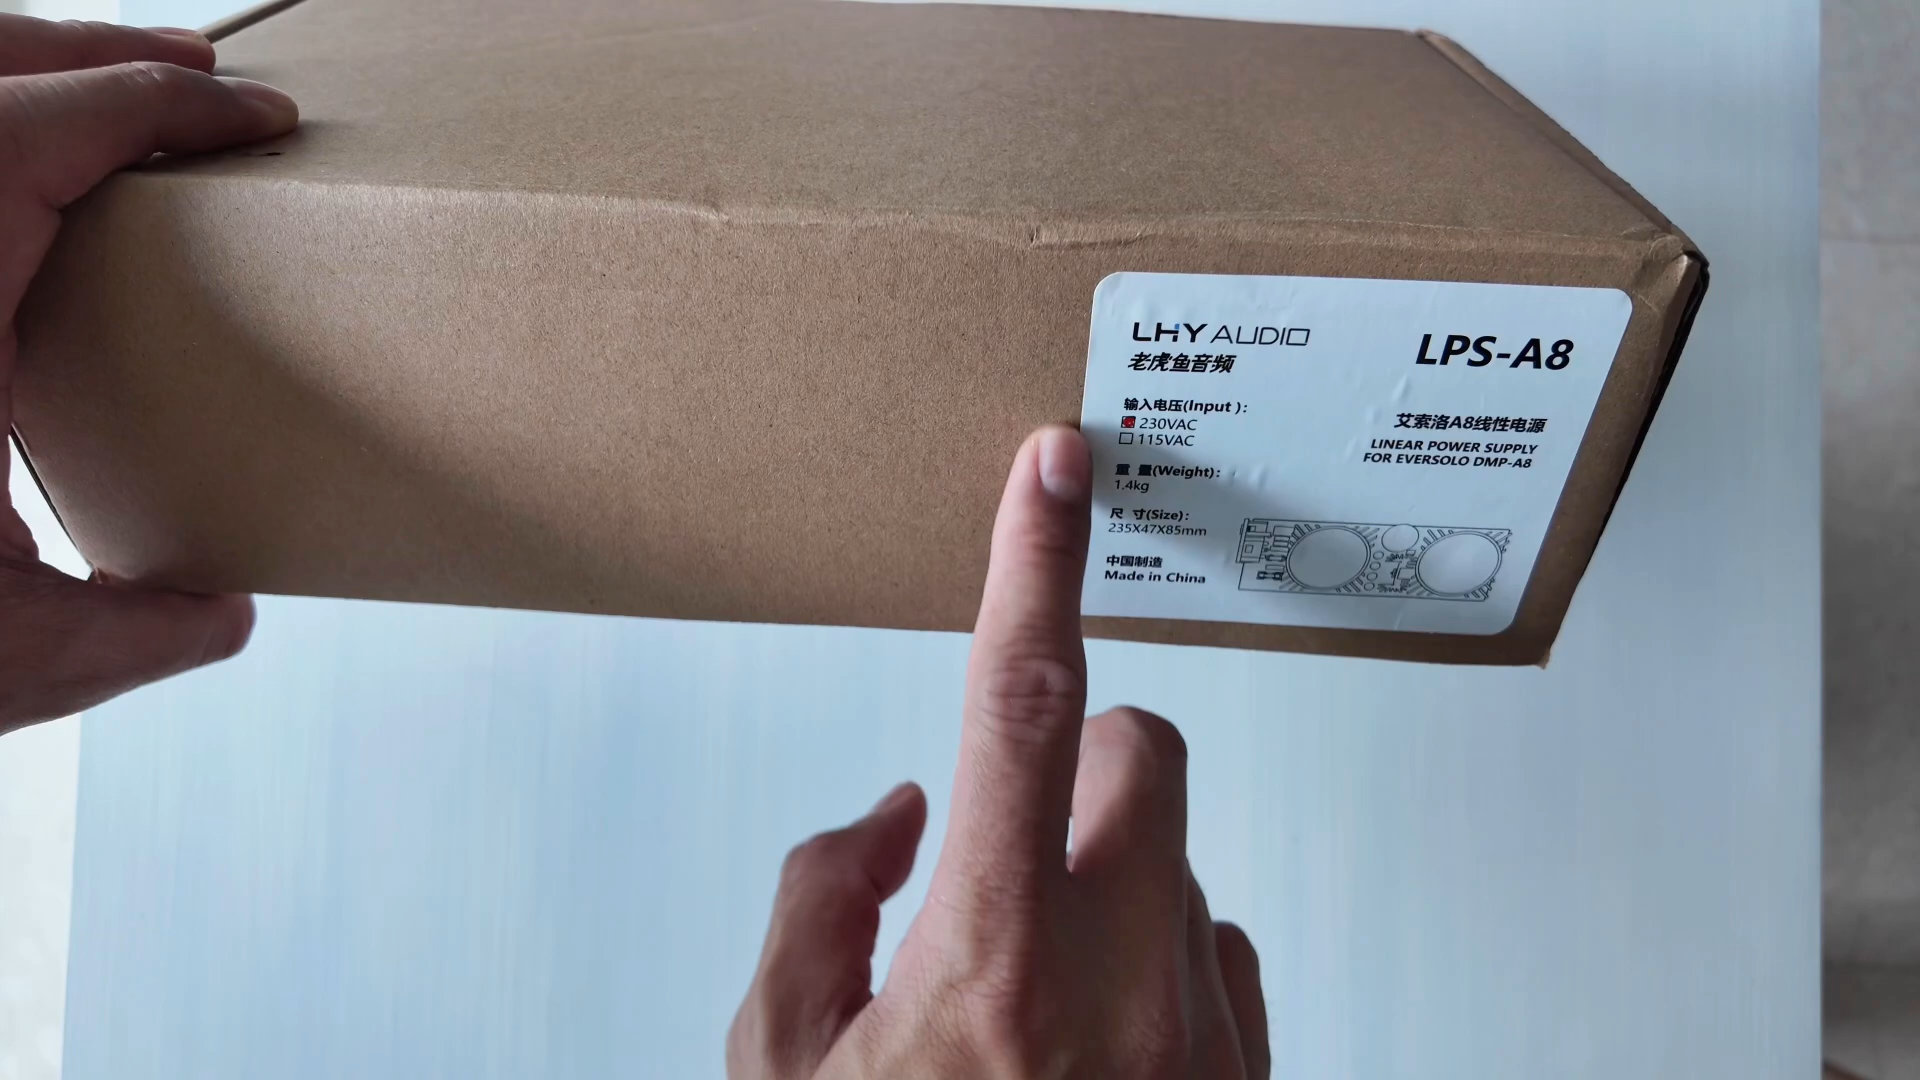 LHY AUDIO
老虎鱼音频
LPS-A8
输入电压(Input ):
230VAC
115VAC
艾索洛A8线性电源
LINEAR POWER SUPPLY
FOR EVERSOLO DMP-A8
重 量(Weight):
1.4kg
尺 寸(Size):
235X47X85mm
中国制造
Made in China